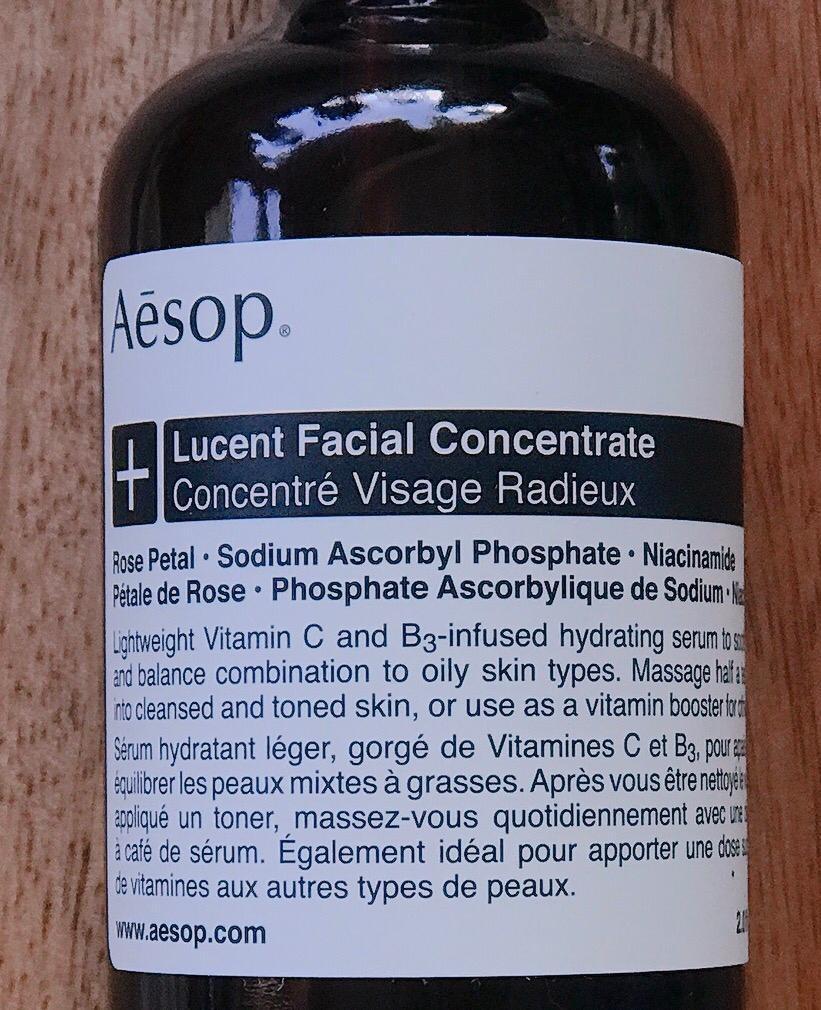 Aēsop®
+
Lucent Facial Concentrate
Concentré Visage Radieux
Rose Petal • Sodium Ascorbyl Phosphate • Niacinamide
Pétale de Rose • Phosphate Ascorbylique de Sodium •
Lightweight Vitamin C and B3-infused hydrating serum to
and balance combination to oily skin types. Massage half a
into cleansed and toned skin, or use as a vitamin booster for
Sérum hydratant léger, gorgé de Vitamines C et B3, pour
équilibrer les peaux mixtes à grasses. Après vous être nettoyé
appliqué un toner, massez-vous quotidiennement avec une
à café de sérum. Également idéal pour apporter une dose
de vitamines aux autres types de peaux.
www.aesop.com